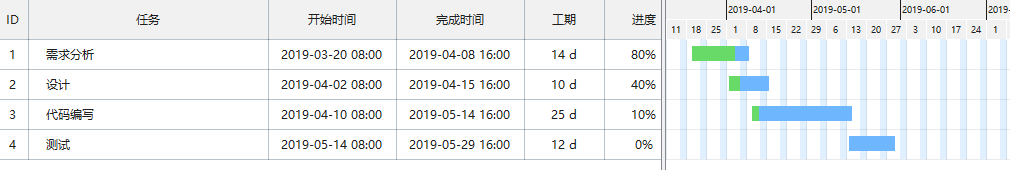 ID 任务 开始时间 完成时间 工期 进度
1 需求分析 2019-03-20 08:00 2019-04-08 16:00 14 d 80%
2 设计 2019-04-02 08:00 2019-04-15 16:00 10 d 40%
3 代码编写 2019-04-10 08:00 2019-05-14 16:00 25 d 10%
4 测试 2019-05-14 08:00 2019-05-29 16:00 12 d 0%
2019-04-01 2019-05-01 2019-06-01 2019-
11 18 25 1 8 15 22 29 6 13 20 27 3 10 17 24 1